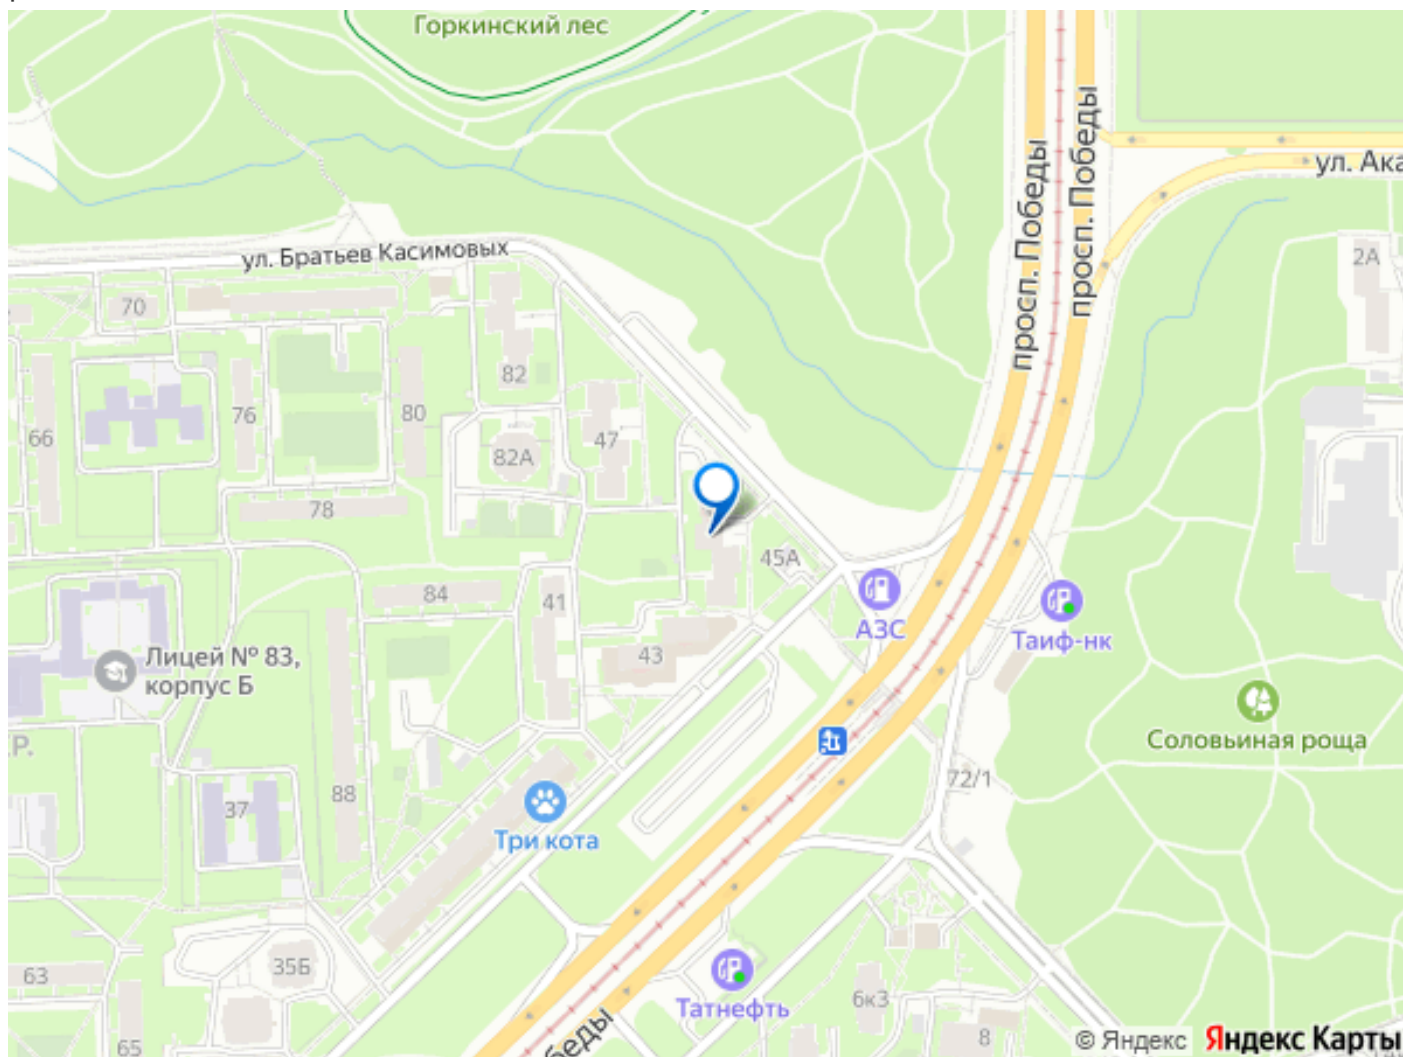 Горкинский лес
просп. Победы
просп. Победы
ул. Ака
ул. Братьев Касимовых
2А
70
82
76
80
66
47
82А
78
45А
84
41
АЗС
Таиф-нк
43
Лицей № 83,
корпус Б
Р.
Соловьиная роща
72/1
88
37
Три кота
35Б
63
Татнефть
6к3
8
65
беды
© Яндекс Яндекс Карты